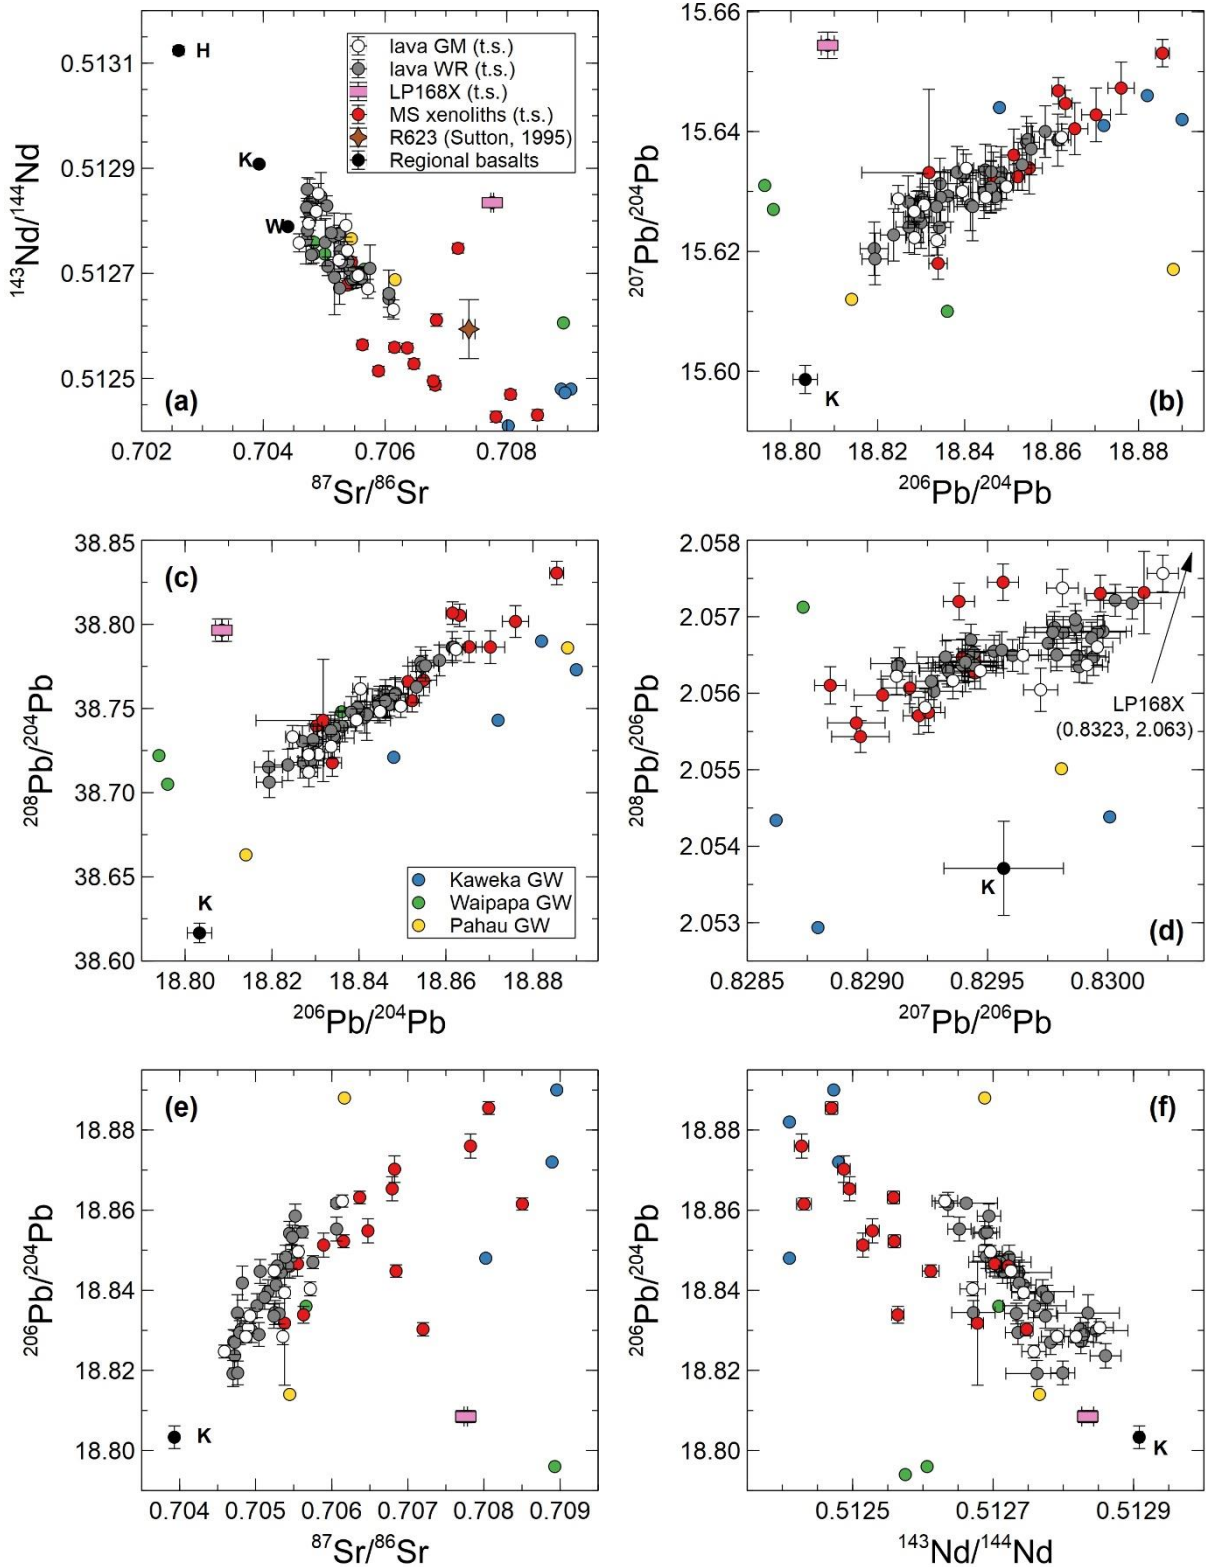 0.5131
0.5129
0.5127
0.5125
¹⁴³Nd/¹⁴⁴Nd
H
K
W
lava GM (t.s.)
lava WR (t.s.)
LP168X (t.s.)
MS xenoliths (t.s.)
R623 (Sutton, 1995)
Regional basalts
(a)
0.702 0.704 0.706 0.708
⁸⁷Sr/⁸⁶Sr
15.66
15.64
15.62
15.60
²⁰⁷Pb/²⁰⁴Pb
K
(b)
18.80 18.82 18.84 18.86 18.88
²⁰⁶Pb/²⁰⁴Pb
38.85
38.80
38.75
38.70
38.65
38.60
²⁰⁸Pb/²⁰⁴Pb
(c)
K
Kaweka GW
Waipapa GW
Pahau GW
18.80 18.82 18.84 18.86 18.88
²⁰⁶Pb/²⁰⁴Pb
2.058
2.057
2.056
2.055
2.054
2.053
²⁰⁸Pb/²⁰⁶Pb
LP168X
(0.8323, 2.063)
K
(d)
0.8285 0.8290 0.8295 0.8300
²⁰⁷Pb/²⁰⁶Pb
(e)
18.88
18.86
18.84
18.82
18.80
²⁰⁶Pb/²⁰⁴Pb
K
0.704 0.705 0.706 0.707 0.708 0.709
⁸⁷Sr/⁸⁶Sr
(f)
18.88
18.86
18.84
18.82
18.80
²⁰⁶Pb/²⁰⁴Pb
K
0.5125 0.5127 0.5129
¹⁴³Nd/¹⁴⁴Nd